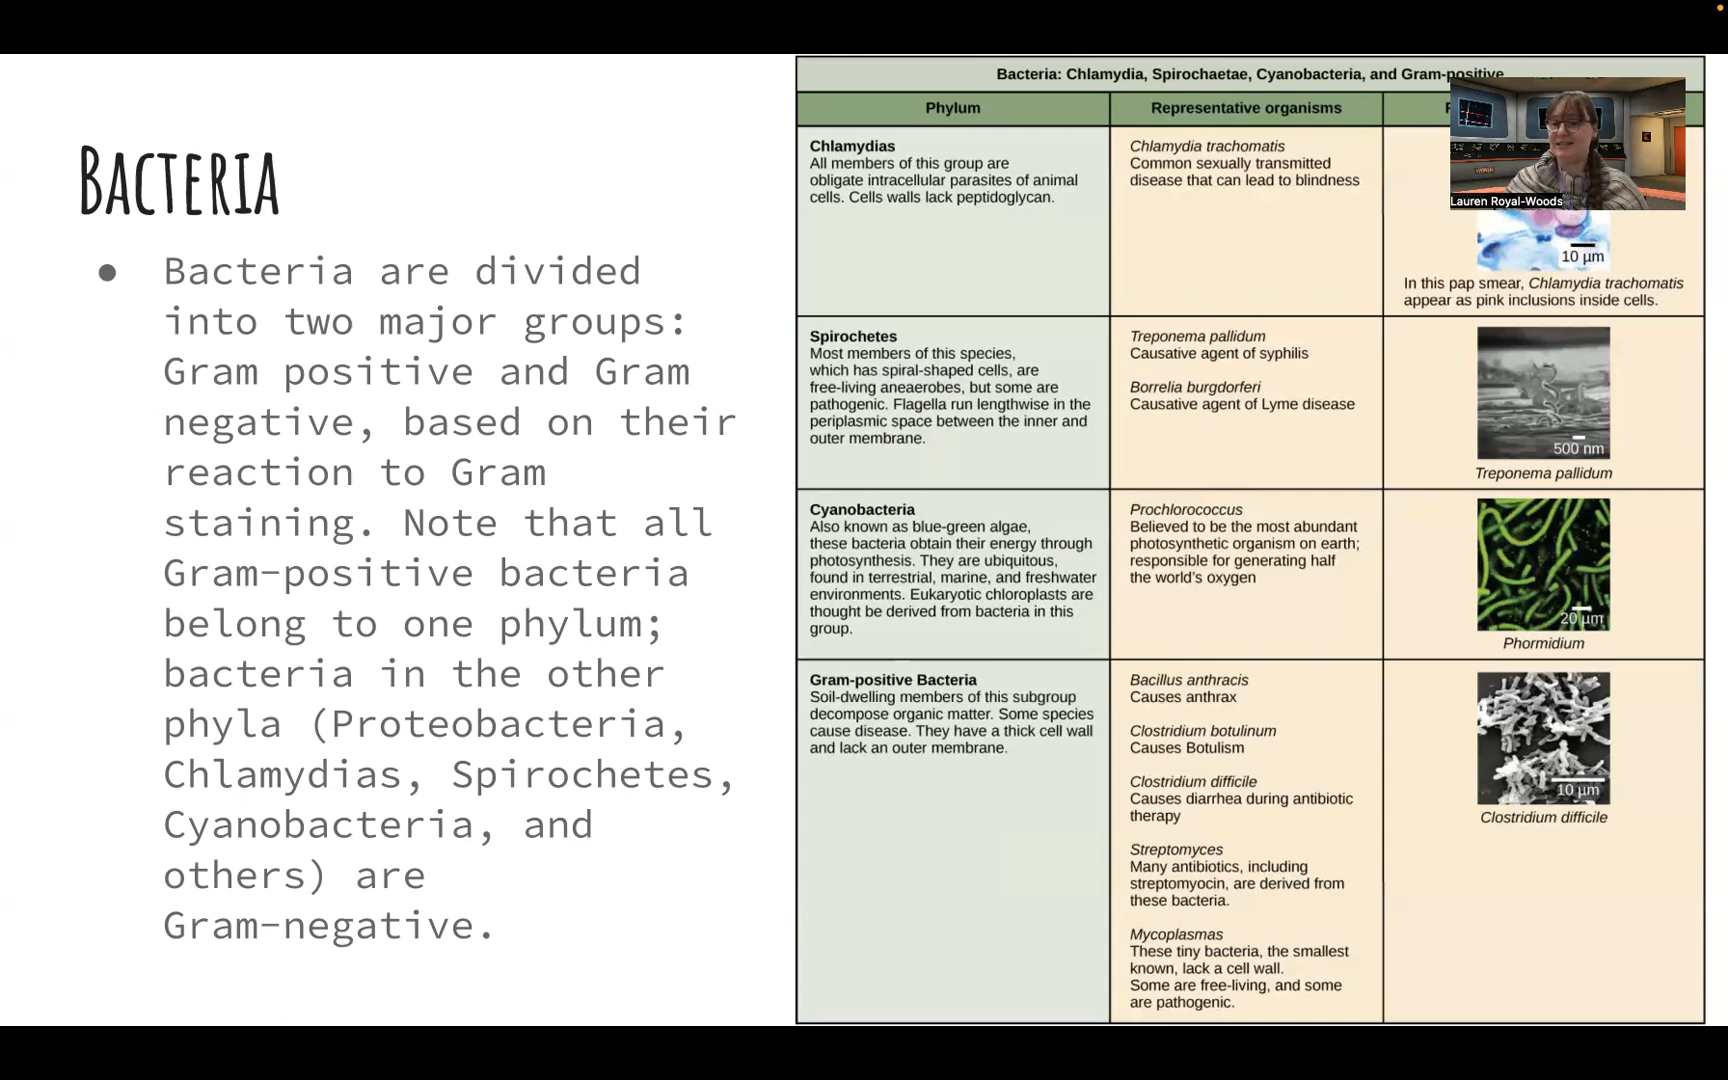 BACTERIA
● Bacteria are divided
into two major groups:
Gram positive and Gram
negative, based on their
reaction to Gram
staining. Note that all
Gram-positive bacteria
belong to one phylum;
bacteria in the other
phyla (Proteobacteria,
Chlamydias, Spirochetes,
Cyanobacteria, and
others) are
Gram-negative.
Bacteria: Chlamydia, Spirochaetae, Cyanobacteria, and Gram-positive
Phylum
Representative organisms
Lauren Royal-Woods
Chlamydias
All members of this group are
obligate intracellular parasites of animal
cells. Cells walls lack peptidoglycan.
Chlamydia trachomatis
Common sexually transmitted
disease that can lead to blindness
10 µm
In this pap smear, Chlamydia trachomatis
appear as pink inclusions inside cells.
Spirochetes
Most members of this species,
which has spiral-shaped cells, are
free-living aneaerobes, but some are
pathogenic. Flagella run lengthwise in the
periplasmic space between the inner and
outer membrane.
Treponema pallidum
Causative agent of syphilis
Borrelia burgdorferi
Causative agent of Lyme disease
500 nm
Treponema pallidum
Cyanobacteria
Also known as blue-green algae,
these bacteria obtain their energy through
photosynthesis. They are ubiquitous,
found in terrestrial, marine, and freshwater
environments. Eukaryotic chloroplasts are
thought be derived from bacteria in this
group.
Prochlorococcus
Believed to be the most abundant
photosynthetic organism on earth;
responsible for generating half
the world's oxygen
20 µm
Phormidium
Gram-positive Bacteria
Soil-dwelling members of this subgroup
decompose organic matter. Some species
cause disease. They have a thick cell wall
and lack an outer membrane.
Bacillus anthracis
Causes anthrax
Clostridium botulinum
Causes Botulism
Clostridium difficile
Causes diarrhea during antibiotic
therapy
Streptomyces
Many antibiotics, including
streptomyocin, are derived from
these bacteria.
Mycoplasmas
These tiny bacteria, the smallest
known, lack a cell wall.
Some are free-living, and some
are pathogenic.
10 µm
Clostridium difficile